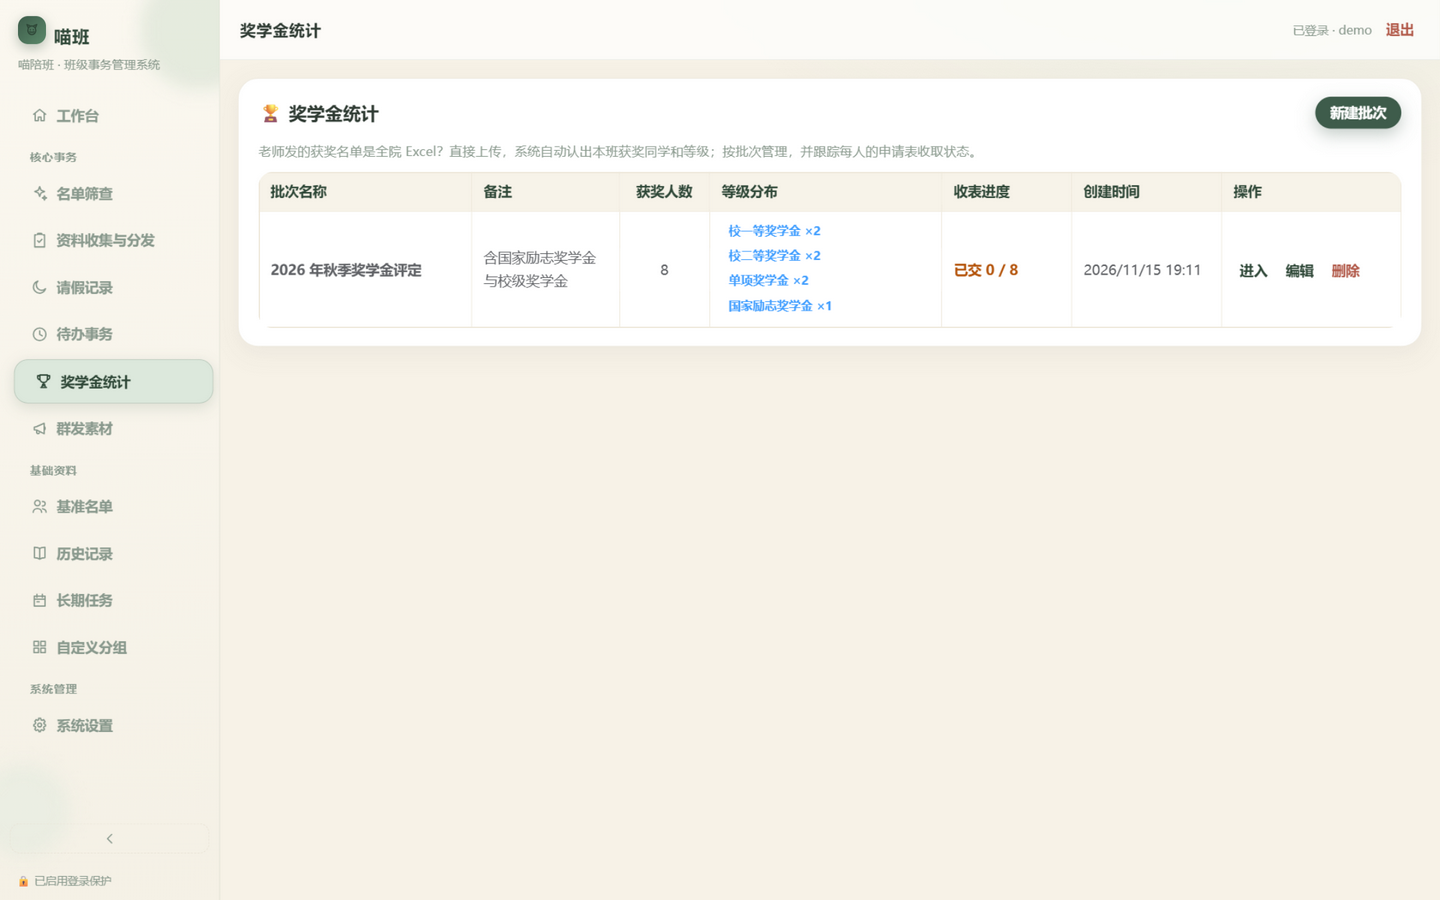 喵班
喵陪班 · 班级事务管理系统
工作台
核心事务
名单筛查
资料收集与分发
请假记录
待办事务
奖学金统计
群发素材
基础资料
基准名单
历史记录
长期任务
自定义分组
系统管理
系统设置
已启用登录保护
奖学金统计
已登录 · demo 退出
奖学金统计
新建批次
老师发的获奖名单是全院 Excel？直接上传，系统自动认出本班获奖同学和等级；按批次管理，并跟踪每人的申请表收取状态。
批次名称 备注 获奖人数 等级分布 收表进度 创建时间 操作
2026 年秋季奖学金评定
含国家励志奖学金
与校级奖学金
8
校一等奖学金 ×2
校二等奖学金 ×2
单项奖学金 ×2
国家励志奖学金 ×1
已交 0 / 8
2026/11/15 19:11
进入 编辑 删除